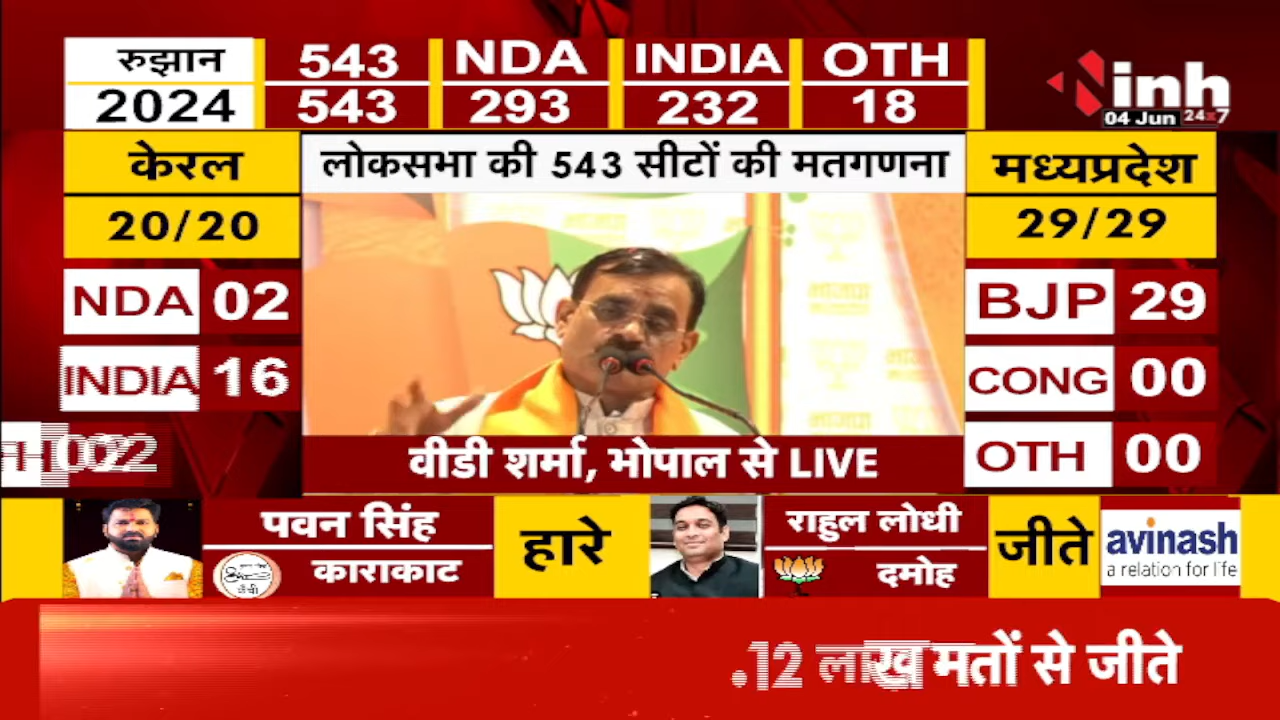 रुझान 543 NDA INDIA OTH
2024 543 293 232 18
inh
04 Jun 24x7
केरल
20/20
NDA 02
INDIA 16
लोकसभा की 543 सीटों की मतगणना
वीडी शर्मा, भोपाल से LIVE
मध्यप्रदेश
29/29
BJP 29
CONG 00
OTH 00
पवन सिंह
काराकाट
हारे
राहुल लोधी
दमोह
जीते
avinash
a relation for life
.12 लाख मतों से जीते